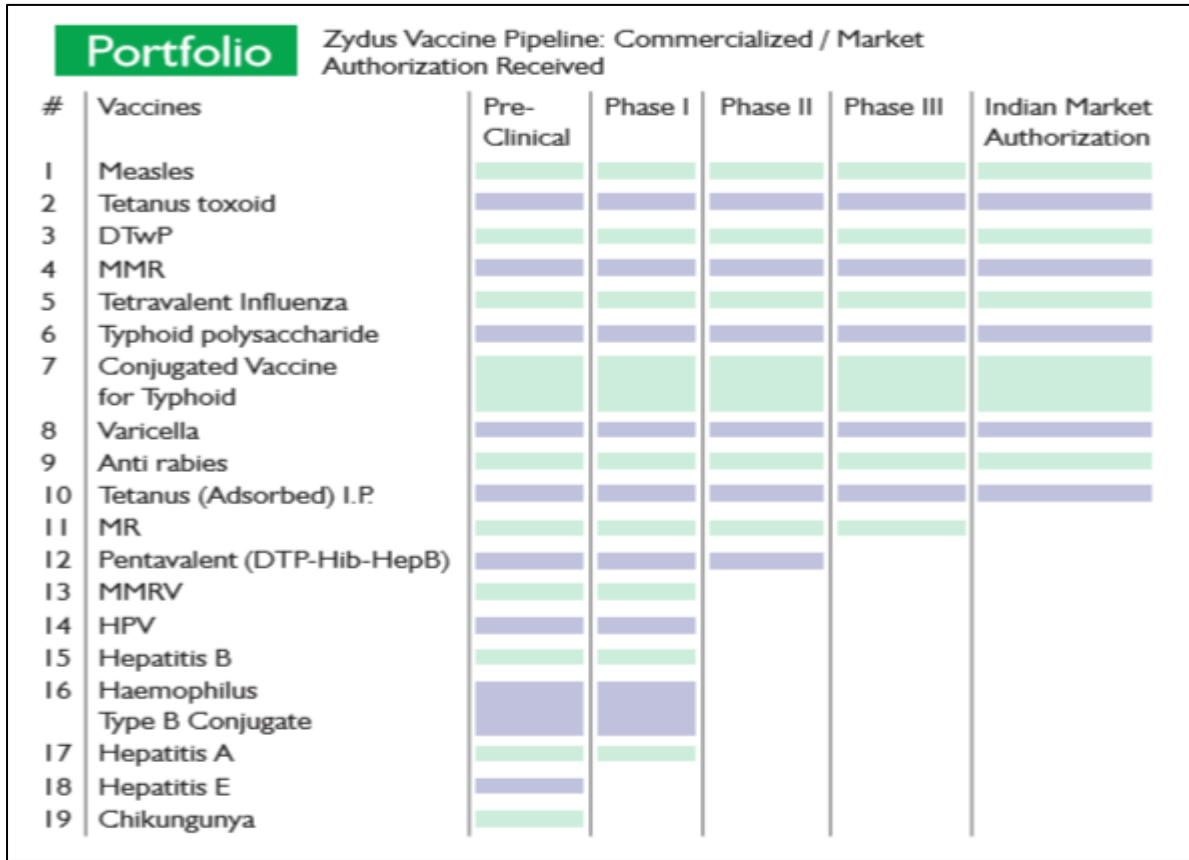 Portfolio
Zydus Vaccine Pipeline: Commercialized / Market
Authorization Received
# Vaccines Pre- Phase I Phase II Phase III Indian Market
Clinical Authorization
1 Measles
2 Tetanus toxoid
3 DTwP
4 MMR
5 Tetravalent Influenza
6 Typhoid polysaccharide
7 Conjugated Vaccine
for Typhoid
8 Varicella
9 Anti rabies
10 Tetanus (Adsorbed) I.P.
11 MR
12 Pentavalent (DTP-Hib-HepB)
13 MMRV
14 HPV
15 Hepatitis B
16 Haemophilus
Type B Conjugate
17 Hepatitis A
18 Hepatitis E
19 Chikungunya